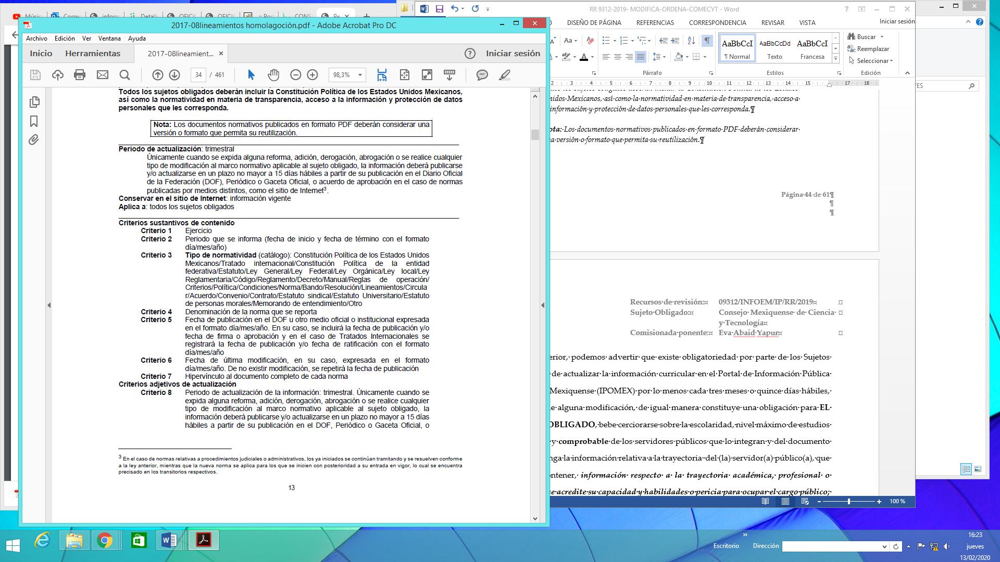 Músic
Corre
OFICIO
OFICI
inform
Detall
:: Port
CONS
Re
2017-08lineamientos homolagociòn.pdf - Adobe Acrobat Pro DC
Archivo Edición Ver Ventana Ayuda
Inicio Herramientas 2017-08lineamient... × Iniciar sesión
34 / 461 98,3%
Todos los sujetos obligados deberán incluir la Constitución Política de los Estados Unidos Mexicanos,
así como la normatividad en materia de transparencia, acceso a la información y protección de datos
personales que les corresponda.
Nota: Los documentos normativos publicados en formato PDF deberán considerar una
versión o formato que permita su reutilización.
Periodo de actualización: trimestral
Únicamente cuando se expida alguna reforma, adición, derogación, abrogación o se realice cualquier
tipo de modificación al marco normativo aplicable al sujeto obligado, la información deberá publicarse
y/o actualizarse en un plazo no mayor a 15 días hábiles a partir de su publicación en el Diario Oficial
de la Federación (DOF), Periódico o Gaceta Oficial, o acuerdo de aprobación en el caso de normas
publicadas por medios distintos, como el sitio de Internet3.
Conservar en el sitio de Internet: información vigente
Aplica a: todos los sujetos obligados
Criterios sustantivos de contenido
Criterio 1 Ejercicio
Criterio 2 Periodo que se informa (fecha de inicio y fecha de término con el formato
día/mes/año)
Criterio 3 Tipo de normatividad (catálogo): Constitución Política de los Estados Unidos
Mexicanos/Tratado internacional/Constitución Política de la entidad
federativa/Estatuto/Ley General/Ley Federal/Ley Orgánica/Ley local/Ley
Reglamentaria/Código/Reglamento/Decreto/Manual/Reglas de operación/
Criterios/Política/Condiciones/Norma/Bando/Resolución/Lineamientos/Circula
r/Acuerdo/Convenio/Contrato/Estatuto sindical/Estatuto Universitario/Estatuto
de personas morales/Memorando de entendimiento/Otro
Criterio 4 Denominación de la norma que se reporta
Criterio 5 Fecha de publicación en el DOF u otro medio oficial o institucional expresada
en el formato día/mes/año. En su caso, se incluirá la fecha de publicación y/o
fecha de firma o aprobación y en el caso de Tratados Internacionales se
registrará la fecha de publicación y/o fecha de ratificación con el formato
día/mes/año
Criterio 6 Fecha de última modificación, en su caso, expresada en el formato
día/mes/año. De no existir modificación, se repetirá la fecha de publicación
Criterio 7 Hipervínculo al documento completo de cada norma
Criterios adjetivos de actualización
Criterio 8 Periodo de actualización de la información: trimestral. Únicamente cuando se
expida alguna reforma, adición, derogación, abrogación o se realice cualquier
tipo de modificación al marco normativo aplicable al sujeto obligado, la
información deberá publicarse y/o actualizarse en un plazo no mayor a 15 días
hábiles a partir de su publicación en el DOF, Periódico o Gaceta Oficial, o
3 En el caso de normas relativas a procedimientos judiciales o administrativos, los ya iniciados se continúan tramitando y se resuelven conforme
a la ley anterior, mientras que la nueva norma se aplica para los que se inicien con posterioridad a su entrada en vigor, lo cual se encuentra
precisado en los transitorios respectivos.
13
RR 9312-2019- MODIFICA-ORDENA-COMECYT - Word
O DISEÑO DE PÁGINA REFERENCIAS CORRESPONDENCIA REVISAR VISTA Iniciar sesión
Aa
AaBbCcI AaBbCcDd AaBbCcI
¶ Normal Texto Francesa
Buscar
Reemplazar
Seleccionar
Párrafo Estilos Edición
2 3 4 5 6 7 8 9 10 11 12 13 14 15 17 18
nidos Mexicanos, así como la normatividad en materia de transparencia, acceso a
información y protección de datos personales que les corresponda.¶
ota: Los documentos normativos publicados en formato PDF deberán considerar
a versión o formato que permita su reutilización.¶
Página 44 de 61¶
¶
¶
Recursos de revisión:¤ 09312/INFOEM/IP/RR/2019¤ ¤
Sujeto Obligado:¤ Consejo Mexiquense de Ciencia ¤
y Tecnología¤
Comisionada ponente:¤ Eva Abaid Yapur¤ ¤
erior, podemos advertir que existe obligatoriedad por parte de los Sujetos
de actualizar la información curricular en el Portal de Información Pública
Mexiquense (IPOMEX) por lo menos cada tres meses o quince días hábiles,
e alguna modificación, de igual manera constituye una obligación para EL
OBLIGADO, bebe cerciorarse sobre la escolaridad, nivel máximo de estudios
y comprobable de los servidores públicos que lo integran y del documento
nga la información relativa a la trayectoria del (la) servidor(a) público(a), que
ontener, información respecto a la trayectoria académica, profesional o
ue acredite su capacidad y habilidades o pericia para ocupar el cargo público;
100 %
/ES
Escritorio Dirección
16:23
jueves
13/02/2020